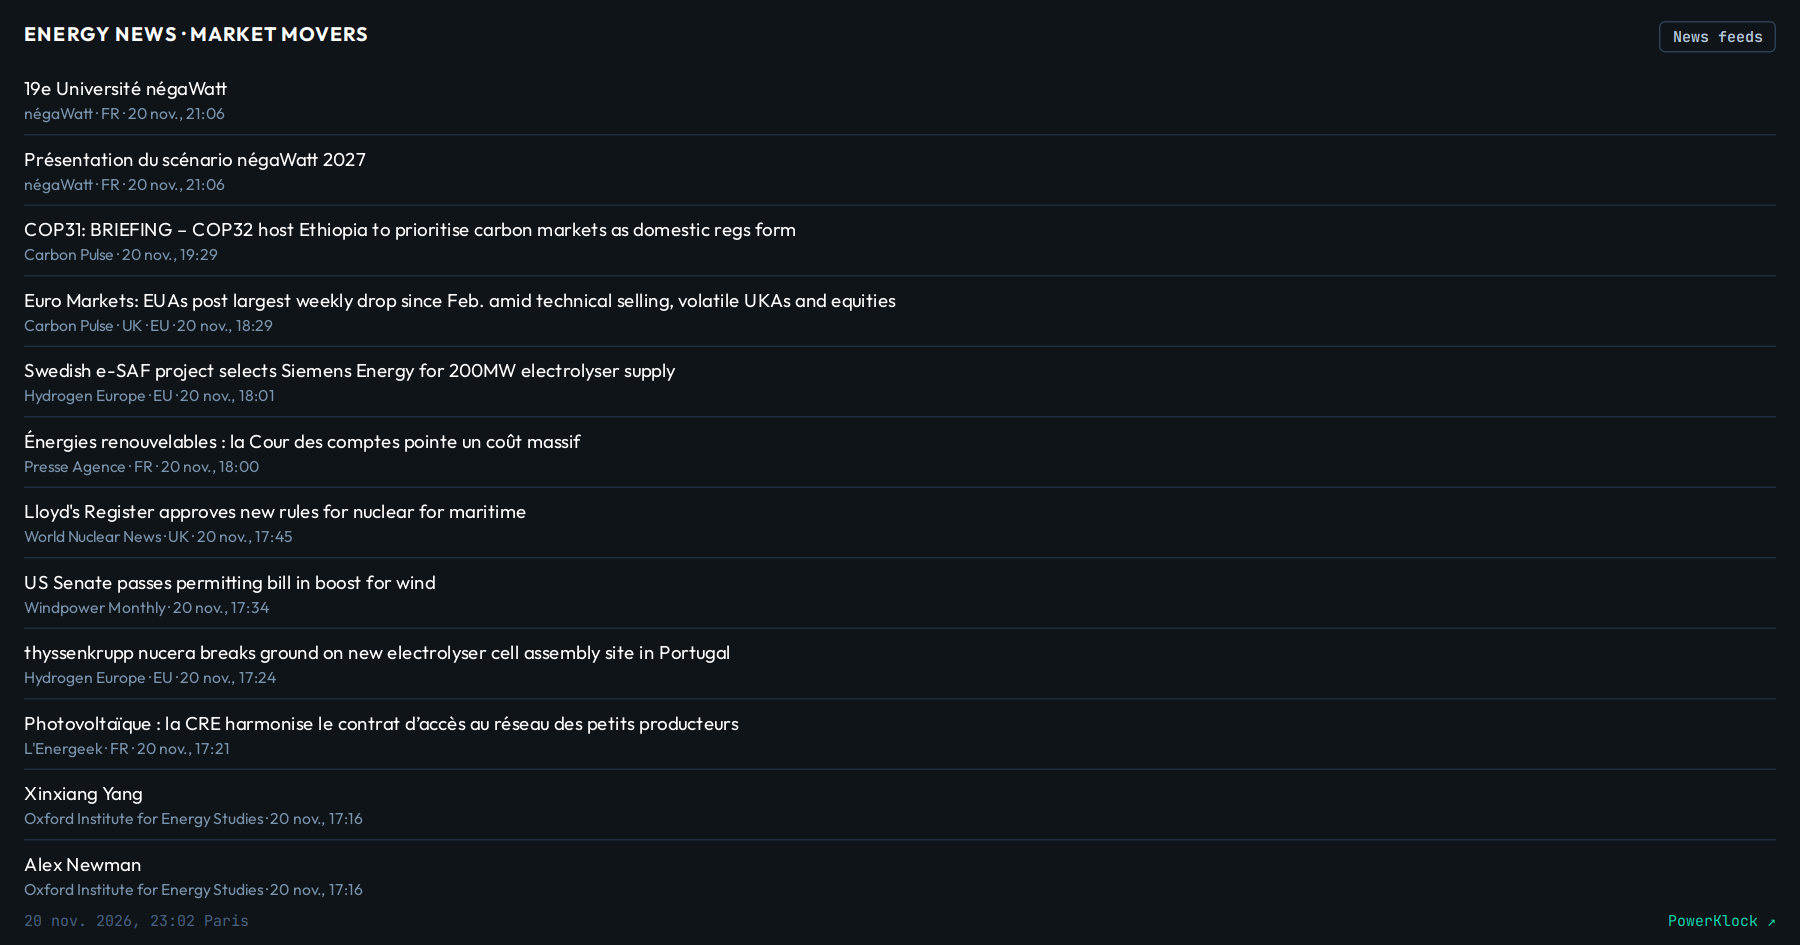 ENERGY NEWS · MARKET MOVERS
News feeds
19e Université négaWatt
négaWatt · FR · 20 nov., 21:06
Présentation du scénario négaWatt 2027
négaWatt · FR · 20 nov., 21:06
COP31: BRIEFING – COP32 host Ethiopia to prioritise carbon markets as domestic regs form
Carbon Pulse · 20 nov., 19:29
Euro Markets: EUAs post largest weekly drop since Feb. amid technical selling, volatile UKAs and equities
Carbon Pulse · UK · EU · 20 nov., 18:29
Swedish e-SAF project selects Siemens Energy for 200MW electrolyser supply
Hydrogen Europe · EU · 20 nov., 18:01
Énergies renouvelables : la Cour des comptes pointe un coût massif
Presse Agence · FR · 20 nov., 18:00
Lloyd's Register approves new rules for nuclear for maritime
World Nuclear News · UK · 20 nov., 17:45
US Senate passes permitting bill in boost for wind
Windpower Monthly · 20 nov., 17:34
thyssenkrupp nucera breaks ground on new electrolyser cell assembly site in Portugal
Hydrogen Europe · EU · 20 nov., 17:24
Photovoltaïque : la CRE harmonise le contrat d’accès au réseau des petits producteurs
L'Energeek · FR · 20 nov., 17:21
Xinxiang Yang
Oxford Institute for Energy Studies · 20 nov., 17:16
Alex Newman
Oxford Institute for Energy Studies · 20 nov., 17:16
20 nov. 2026, 23:02 Paris
PowerKlock ↗